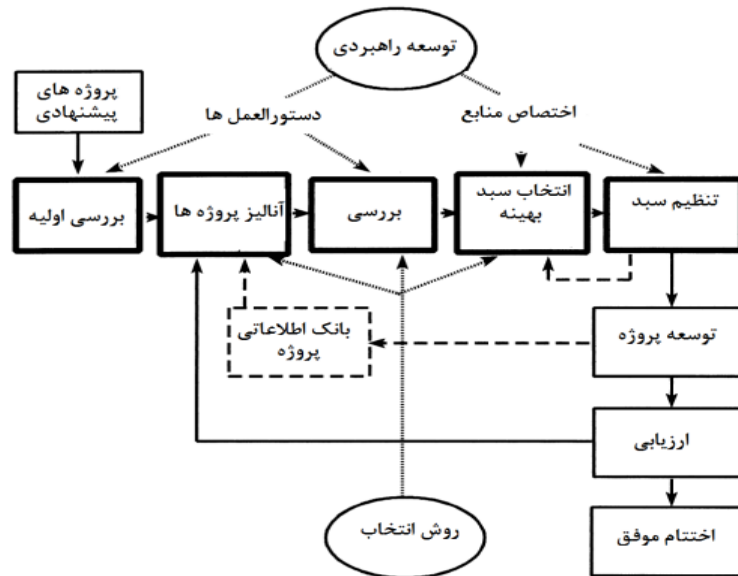 توسعه راهبردی
پروژه های
پیشنهادی
دستورالعمل ها
اختصاص منابع
بررسی اولیه
آنالیز پروژه ها
بررسی
انتخاب سبد
بهینه
تنظیم سبد
بانک اطلاعاتی
پروژه
توسعه پروژه
ارزیابی
روش انتخاب
اختتام موفق